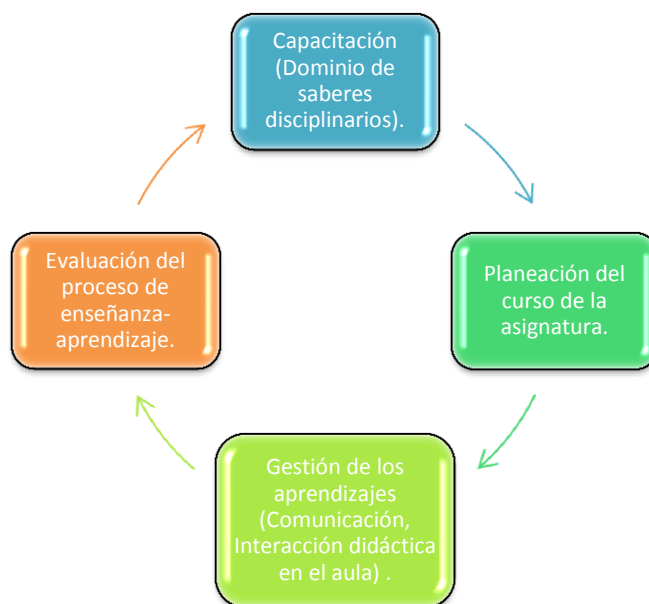 Capacitación
(Dominio de
saberes
disciplinarios).
Planeación del
curso de la
asignatura.
Gestión de los
aprendizajes
(Comunicación,
Interacción didáctica
en el aula) .
Evaluación del
proceso de
enseñanza-
aprendizaje.